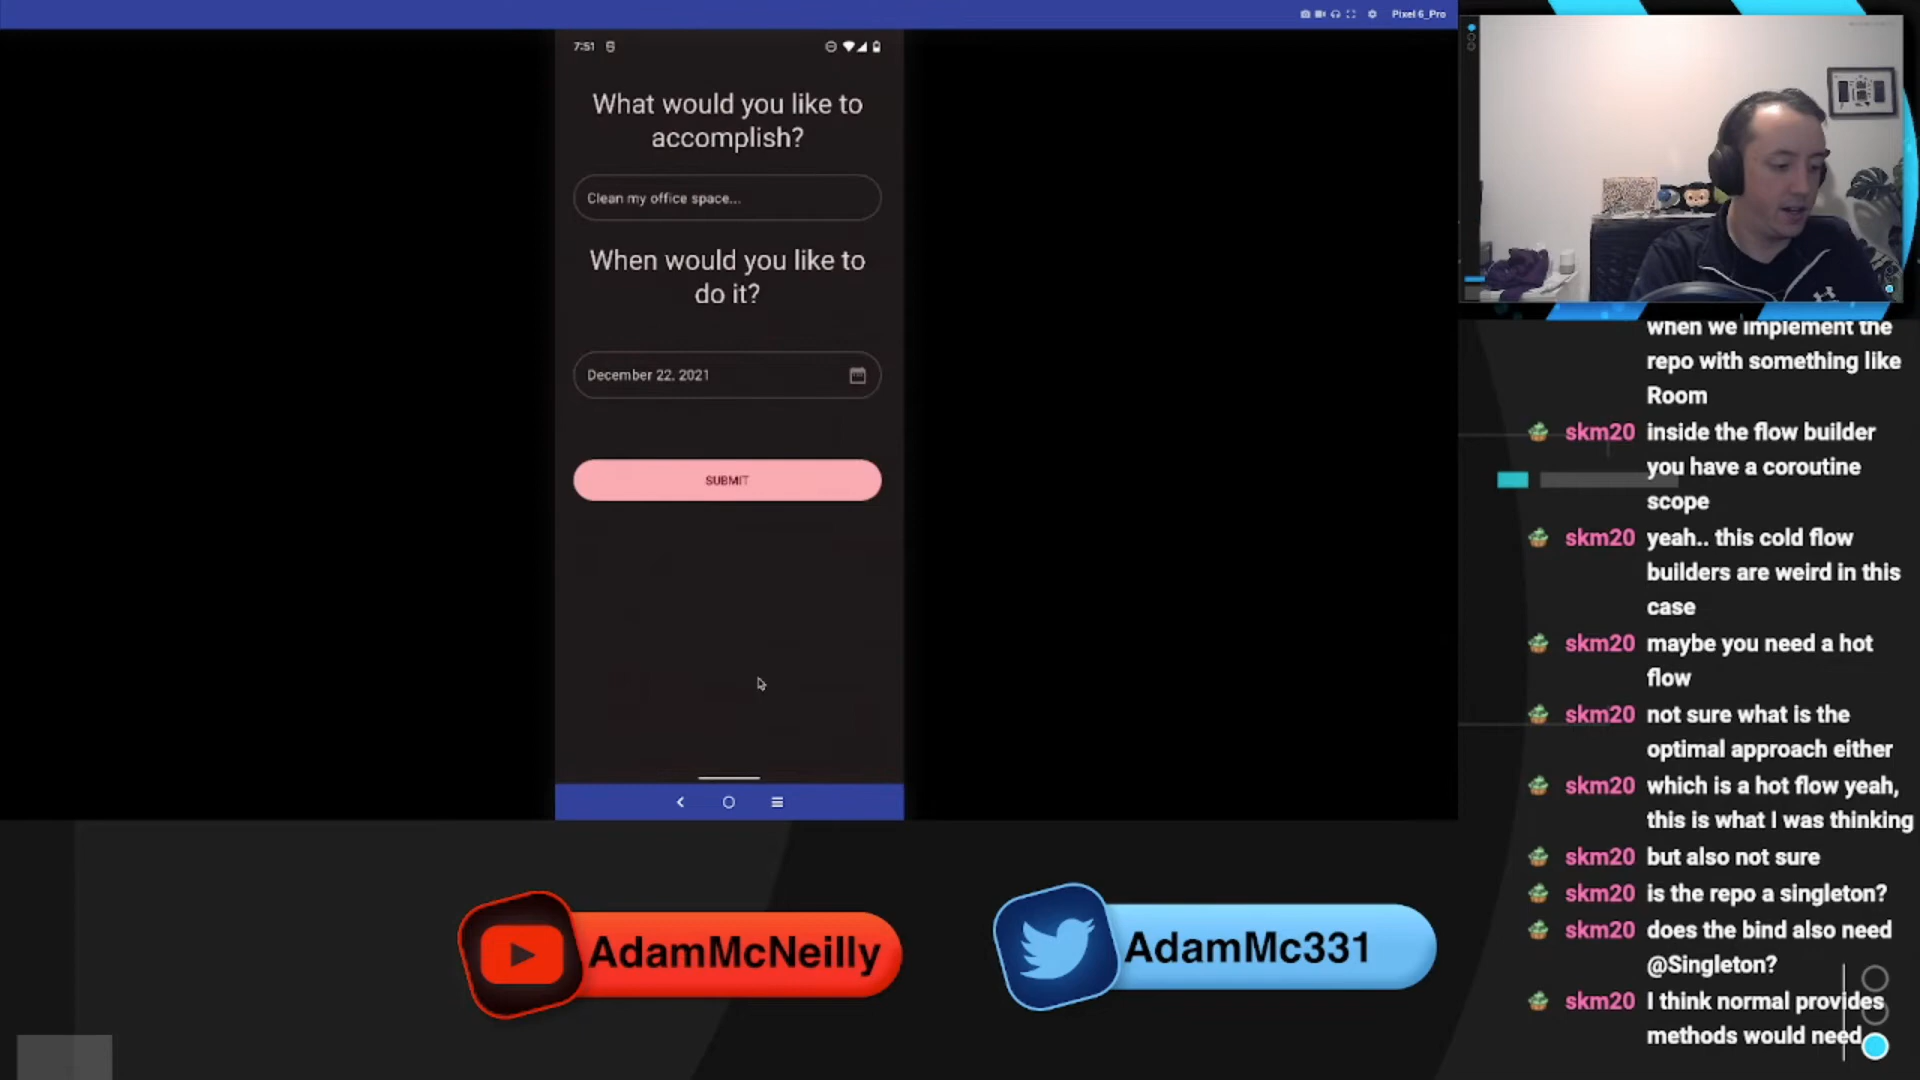 Pixel 6_Pro
7:51
What would you like to
accomplish?
Clean my office space...
When would you like to
do it?
December 22, 2021
SUBMIT
AdamMcNeilly
AdamMc331
when we implement the
repo with something like
Room
skm20 inside the flow builder
you have a coroutine
scope
skm20 yeah.. this cold flow
builders are weird in this
case
skm20 maybe you need a hot
flow
skm20 not sure what is the
optimal approach either
skm20 which is a hot flow yeah,
this is what I was thinking
skm20 but also not sure
skm20 is the repo a singleton?
skm20 does the bind also need
@Singleton?
skm20 I think normal provides
methods would need